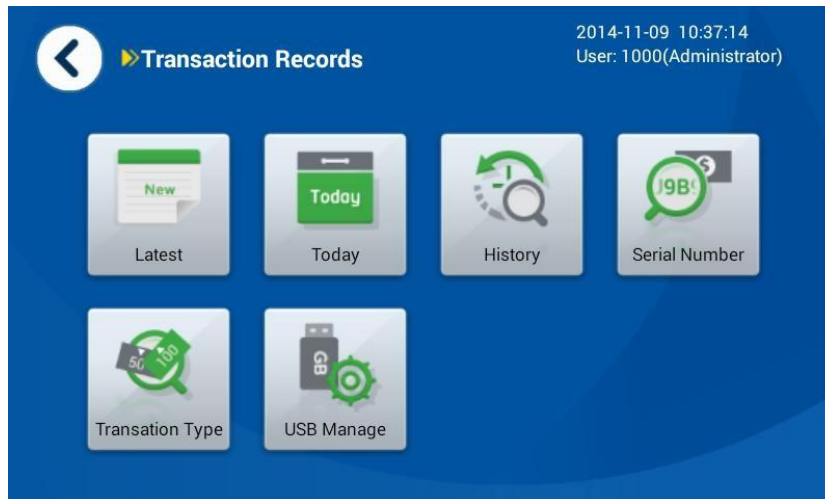 Transaction Records
2014-11-09 10:37:14
User: 1000(Administrator)
New
Latest
Today
Today
History
J9B
$
Serial Number
50
100
Transation Type
GB
USB Manage